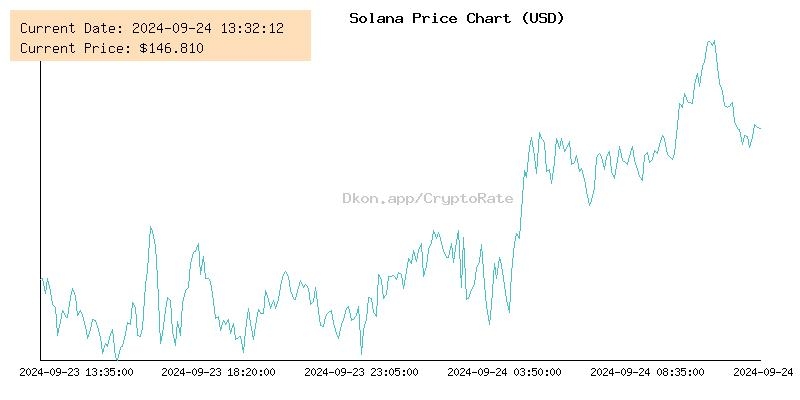 Solana Price Chart (USD)
Current Date: 2024-09-24 13:32:12
Current Price: $146.810
Dkon.app/CryptoRate
2024-09-23 13:35:00 2024-09-23 18:20:00 2024-09-23 23:05:00 2024-09-24 03:50:00 2024-09-24 08:35:00 2024-09-24